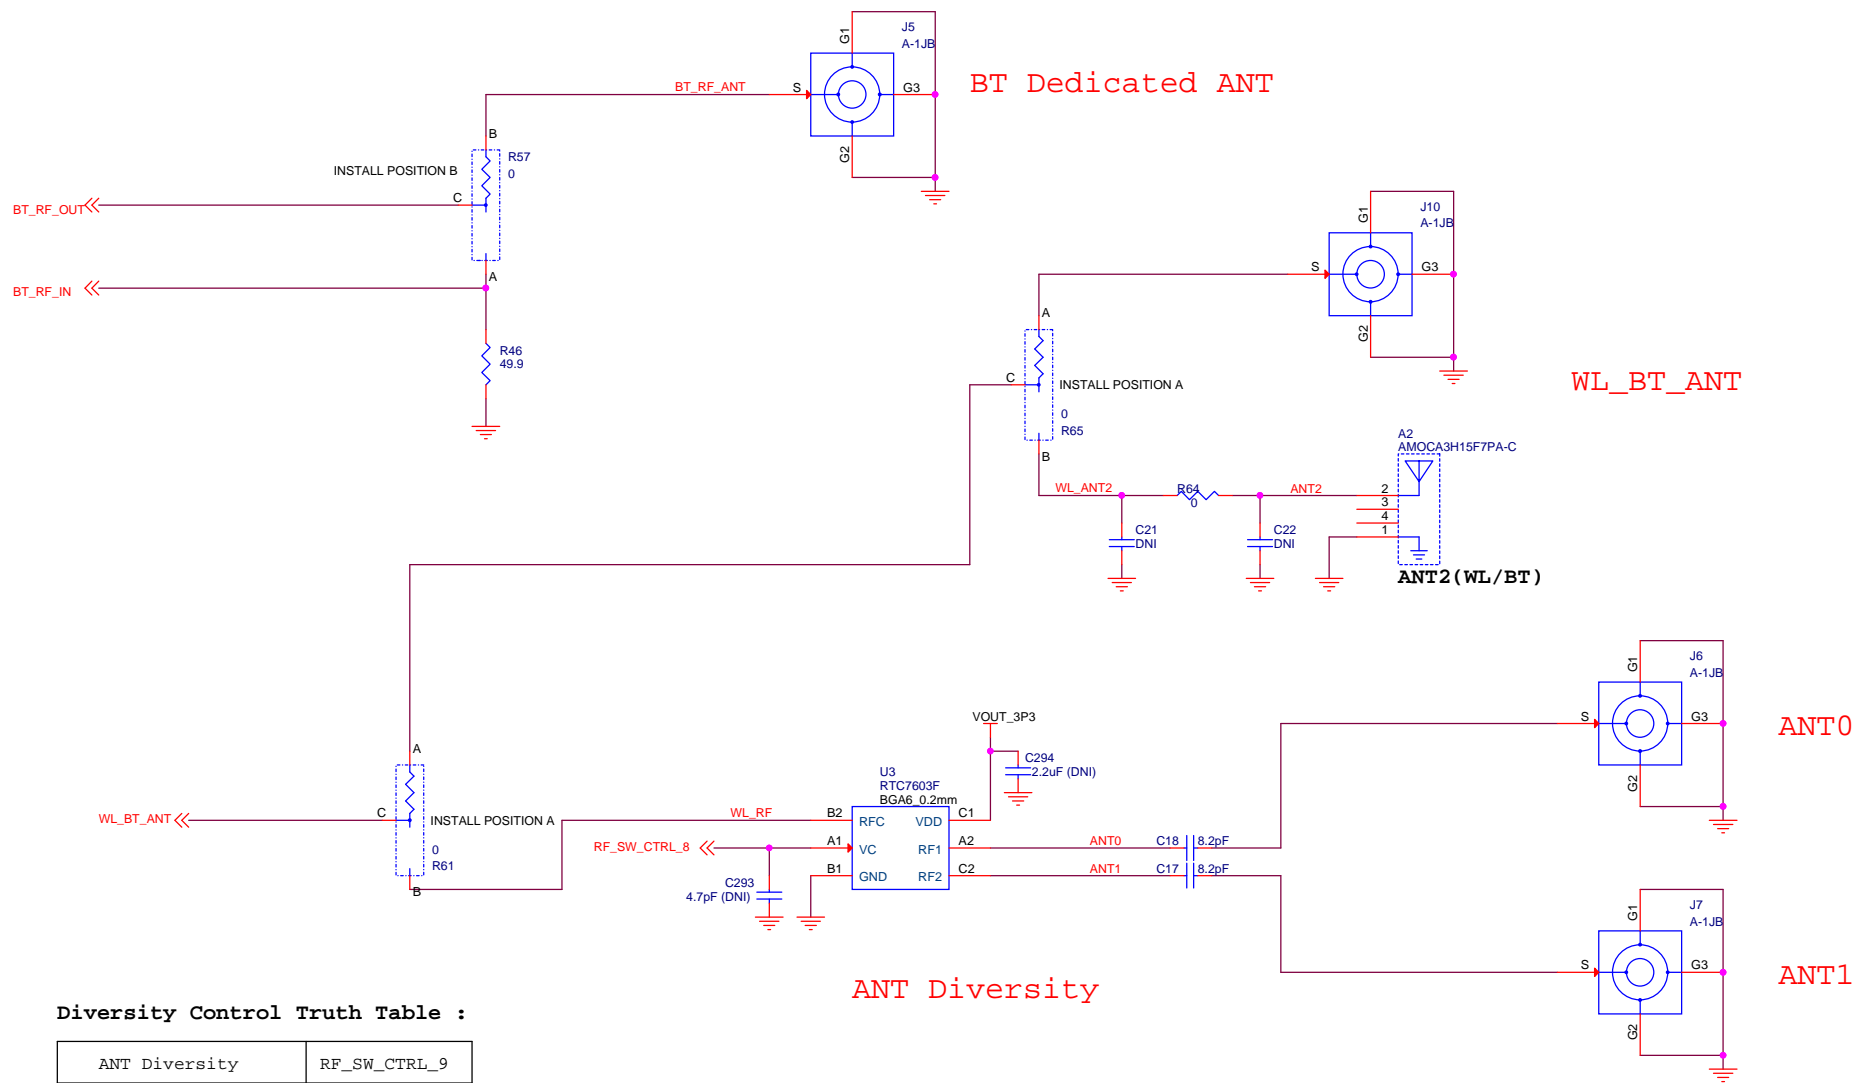 J5
A-1JB
G1
S
G3
G2
BT Dedicated ANT
BT_RF_ANT
B
R57
0
INSTALL POSITION B
C
BT_RF_OUT
A
BT_RF_IN
R46
49.9
J10
A-1JB
G1
S
G3
G2
WL_BT_ANT
A
C
INSTALL POSITION A
0
R65
B
WL_ANT2
R64
0
ANT2
C21
DNI
C22
DNI
A2
AMOCA3H15F7PA-C
2
3
4
1
ANT2(WL/BT)
A
WL_BT_ANT
C
INSTALL POSITION A
0
R61
B
WL_RF
RF_SW_CTRL_8
C293
4.7pF (DNI)
VOUT_3P3
C294
2.2uF (DNI)
U3
RTC7603F
BGA6_0.2mm
B2
RFC
VDD
C1
A1
VC
RF1
A2
B1
GND
RF2
C2
ANT0
C18
8.2pF
ANT1
C17
8.2pF
J6
A-1JB
G1
S
G3
G2
ANT0
J7
A-1JB
G1
S
G3
G2
ANT1
ANT Diversity
Diversity Control Truth Table :
ANT Diversity
RF_SW_CTRL_9